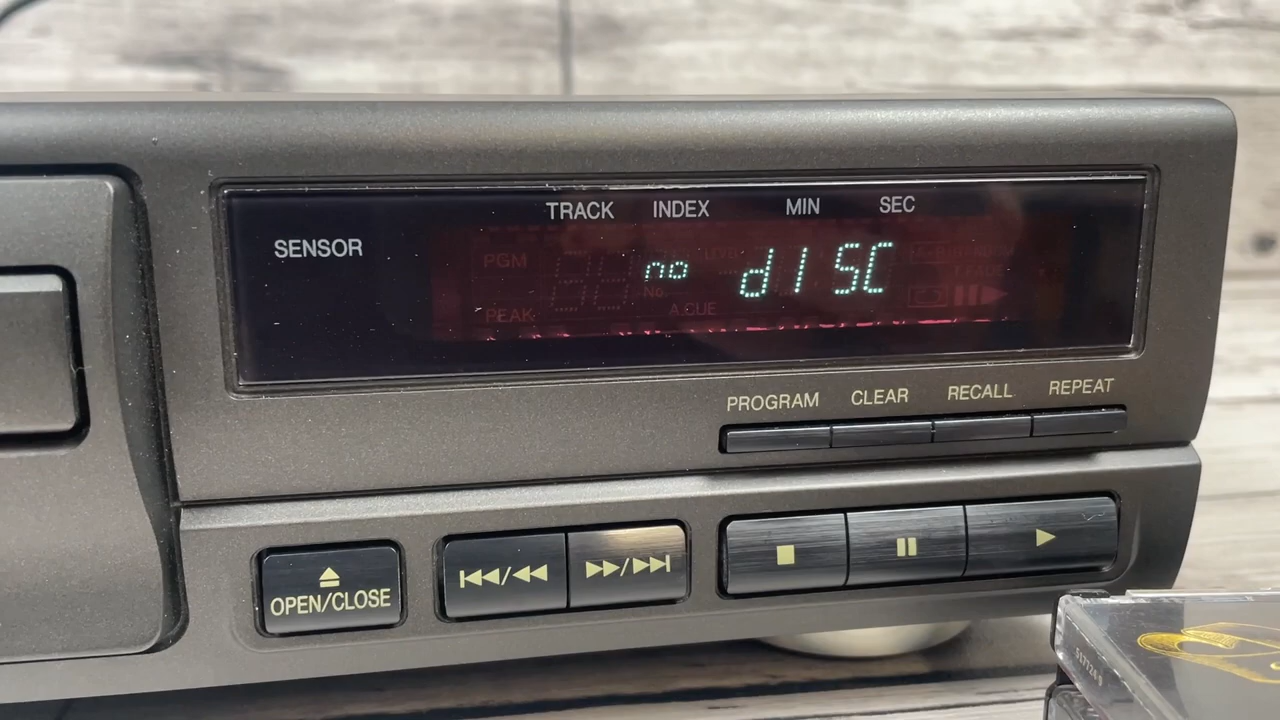 TRACK INDEX MIN SEC
SENSOR
PGM
no dISC
No.
PEAK A.CUE
PROGRAM CLEAR RECALL REPEAT
OPEN/CLOSE